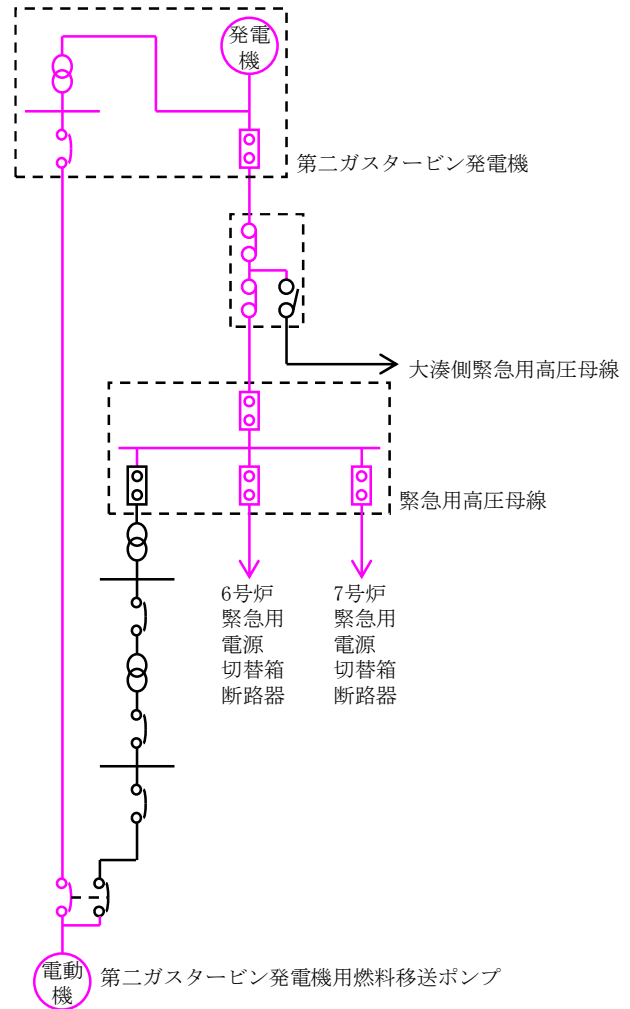 発電
機
第二ガスタービン発電機
大湊側緊急用高圧母線
緊急用高圧母線
6号炉
緊急用
電源
切替箱
断路器
7号炉
緊急用
電源
切替箱
断路器
電動
機
第二ガスタービン発電機用燃料移送ポンプ